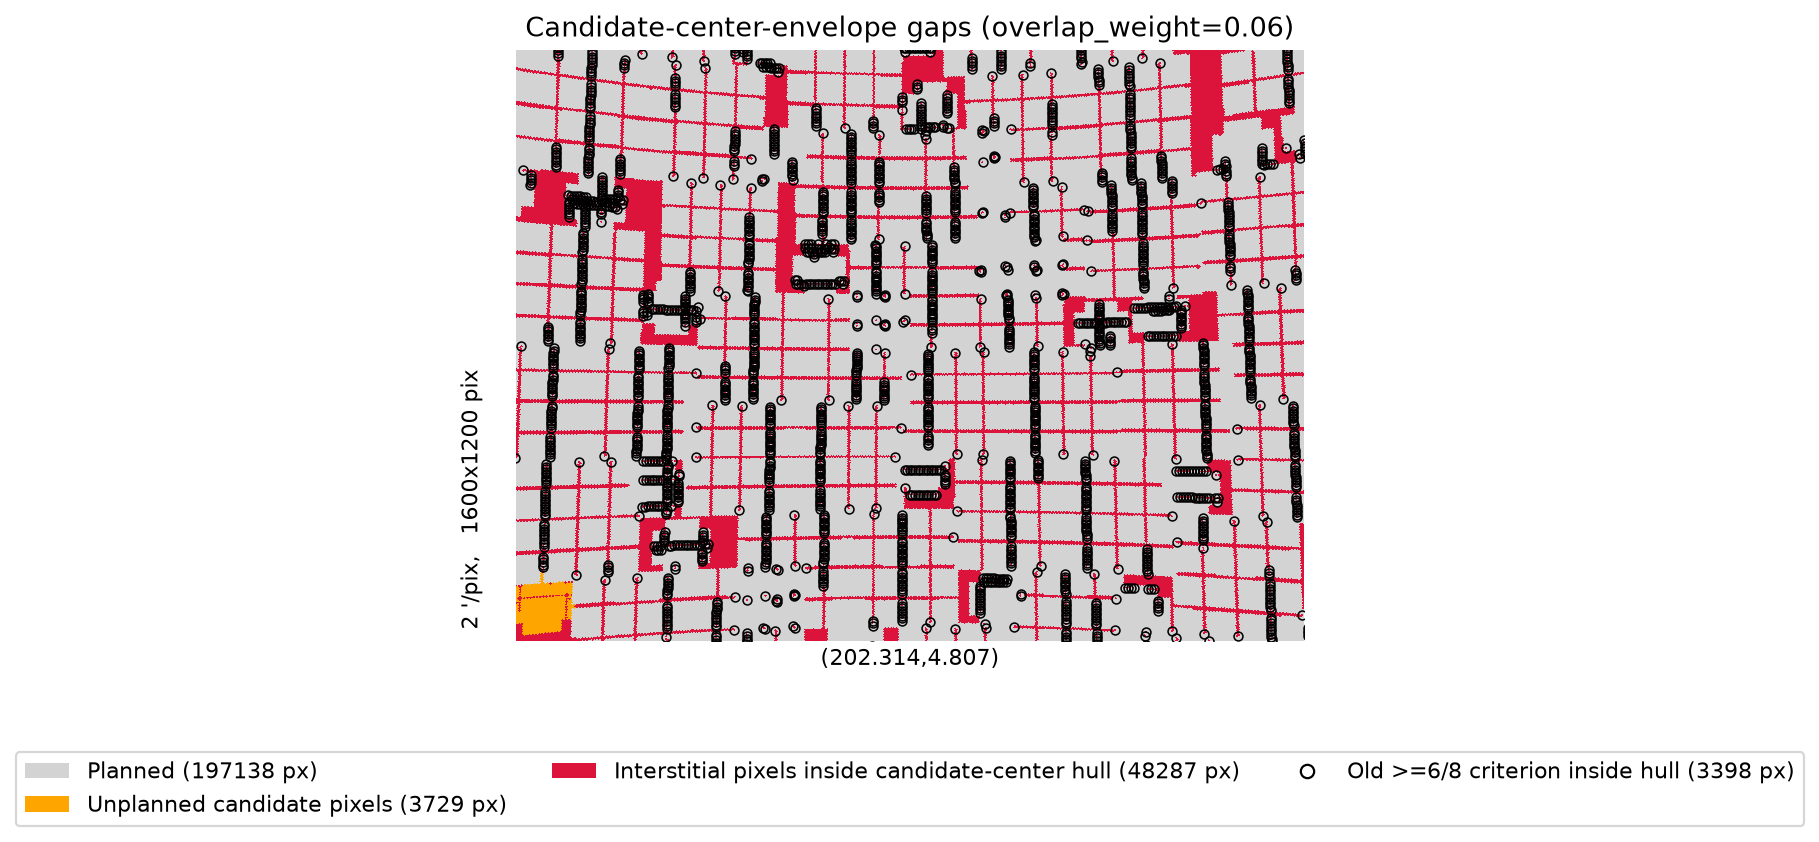 Candidate-center-envelope gaps (overlap_weight=0.06)
2 '/pix,   1600x1200 pix
(202.314,4.807)
Planned (197138 px)
Unplanned candidate pixels (3729 px)
Interstitial pixels inside candidate-center hull (48287 px)
Old >=6/8 criterion inside hull (3398 px)